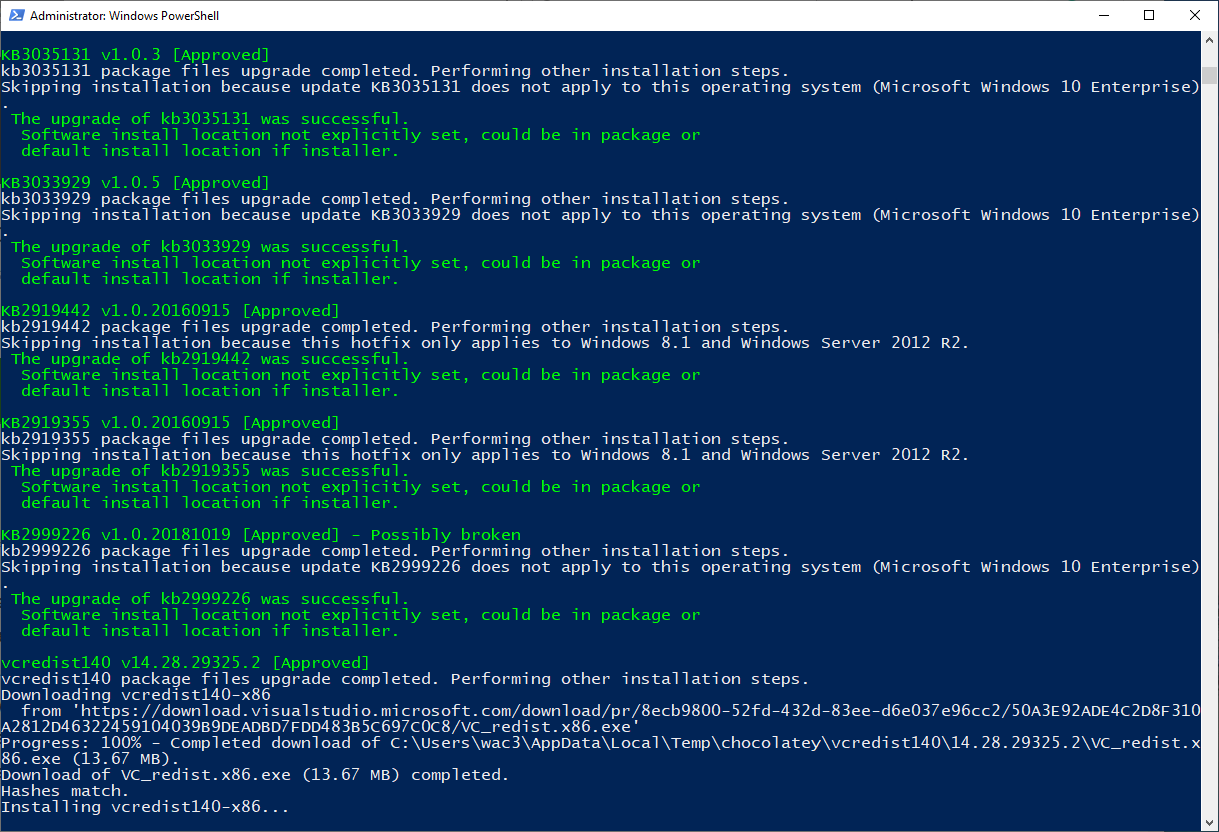 Administrator: Windows PowerShell
KB3035131 v1.0.3 [Approved]
kb3035131 package files upgrade completed. Performing other installation steps.
Skipping installation because update KB3035131 does not apply to this operating system (Microsoft Windows 10 Enterprise)
.
The upgrade of kb3035131 was successful.
Software install location not explicitly set, could be in package or
default install location if installer.
KB3033929 v1.0.5 [Approved]
kb3033929 package files upgrade completed. Performing other installation steps.
Skipping installation because update KB3033929 does not apply to this operating system (Microsoft Windows 10 Enterprise)
.
The upgrade of kb3033929 was successful.
Software install location not explicitly set, could be in package or
default install location if installer.
KB2919442 v1.0.20160915 [Approved]
kb2919442 package files upgrade completed. Performing other installation steps.
Skipping installation because this hotfix only applies to Windows 8.1 and Windows Server 2012 R2.
The upgrade of kb2919442 was successful.
Software install location not explicitly set, could be in package or
default install location if installer.
KB2919355 v1.0.20160915 [Approved]
kb2919355 package files upgrade completed. Performing other installation steps.
Skipping installation because this hotfix only applies to Windows 8.1 and Windows Server 2012 R2.
The upgrade of kb2919355 was successful.
Software install location not explicitly set, could be in package or
default install location if installer.
KB2999226 v1.0.20181019 [Approved] - Possibly broken
kb2999226 package files upgrade completed. Performing other installation steps.
Skipping installation because update KB2999226 does not apply to this operating system (Microsoft Windows 10 Enterprise)
.
The upgrade of kb2999226 was successful.
Software install location not explicitly set, could be in package or
default install location if installer.
vcredist140 v14.28.29325.2 [Approved]
vcredist140 package files upgrade completed. Performing other installation steps.
Downloading vcredist140-x86
from 'https://download.visualstudio.microsoft.com/download/pr/8ecb9800-52fd-432d-83ee-d6e037e96cc2/50A3E92ADE4C2D8F310
A2812D46322459104039B9DEADBD7FDD483B5C697C0C8/VC_redist.x86.exe'
Progress: 100% - Completed download of C:\Users\wac3\AppData\Local\Temp\chocolatey\vcredist140\14.28.29325.2\VC_redist.x
86.exe (13.67 MB).
Download of VC_redist.x86.exe (13.67 MB) completed.
Hashes match.
Installing vcredist140-x86...